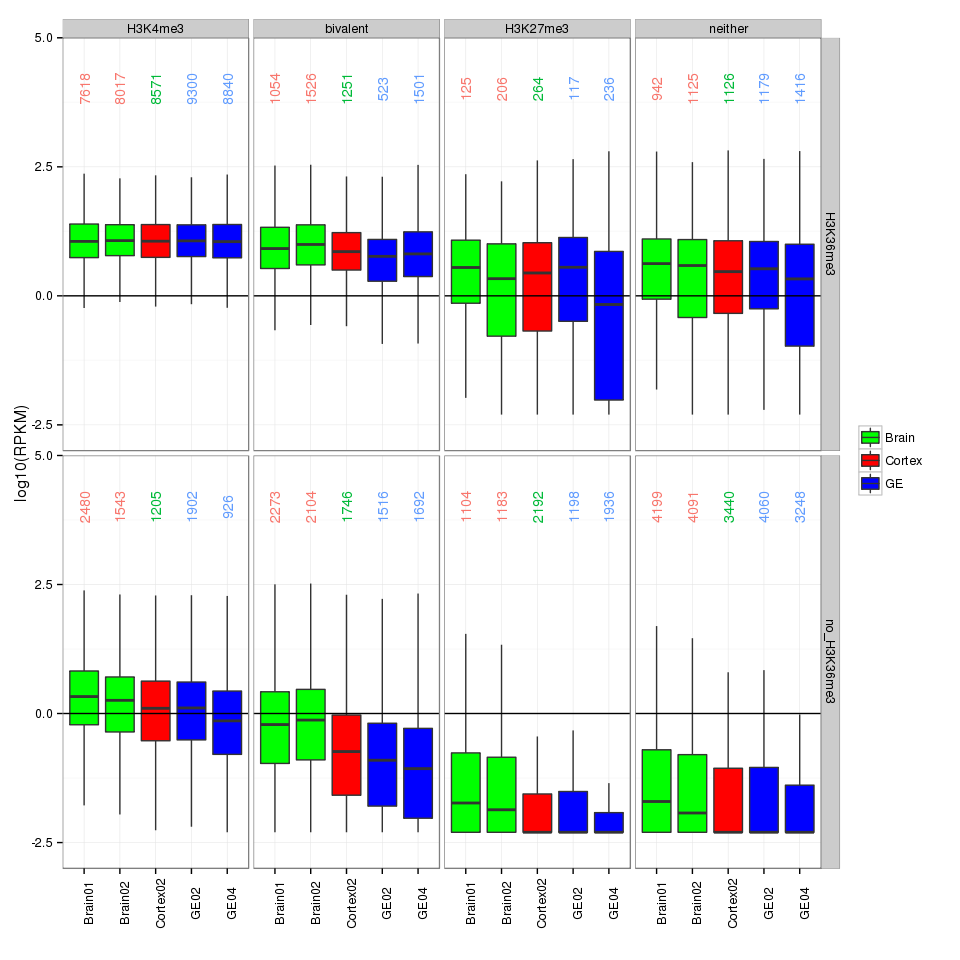 H3K4me3 bivalent H3K27me3 neither
5.0
7618 8017 8571 9300 8840 1054 1526 1251 523 1501 125 206 264 117 236 942 1125 1126 1179 1416
2.5
H3K36me3
0.0
-2.5
log10(RPKM)
Brain
Cortex
GE
5.0
2480 1543 1205 1902 926 2273 2104 1746 1516 1692 1104 1183 2192 1198 1936 4199 4091 3440 4060 3248
2.5
no_H3K36me3
0.0
-2.5
Brain01 Brain02 Cortex02 GE02 GE04 Brain01 Brain02 Cortex02 GE02 GE04 Brain01 Brain02 Cortex02 GE02 GE04 Brain01 Brain02 Cortex02 GE02 GE04